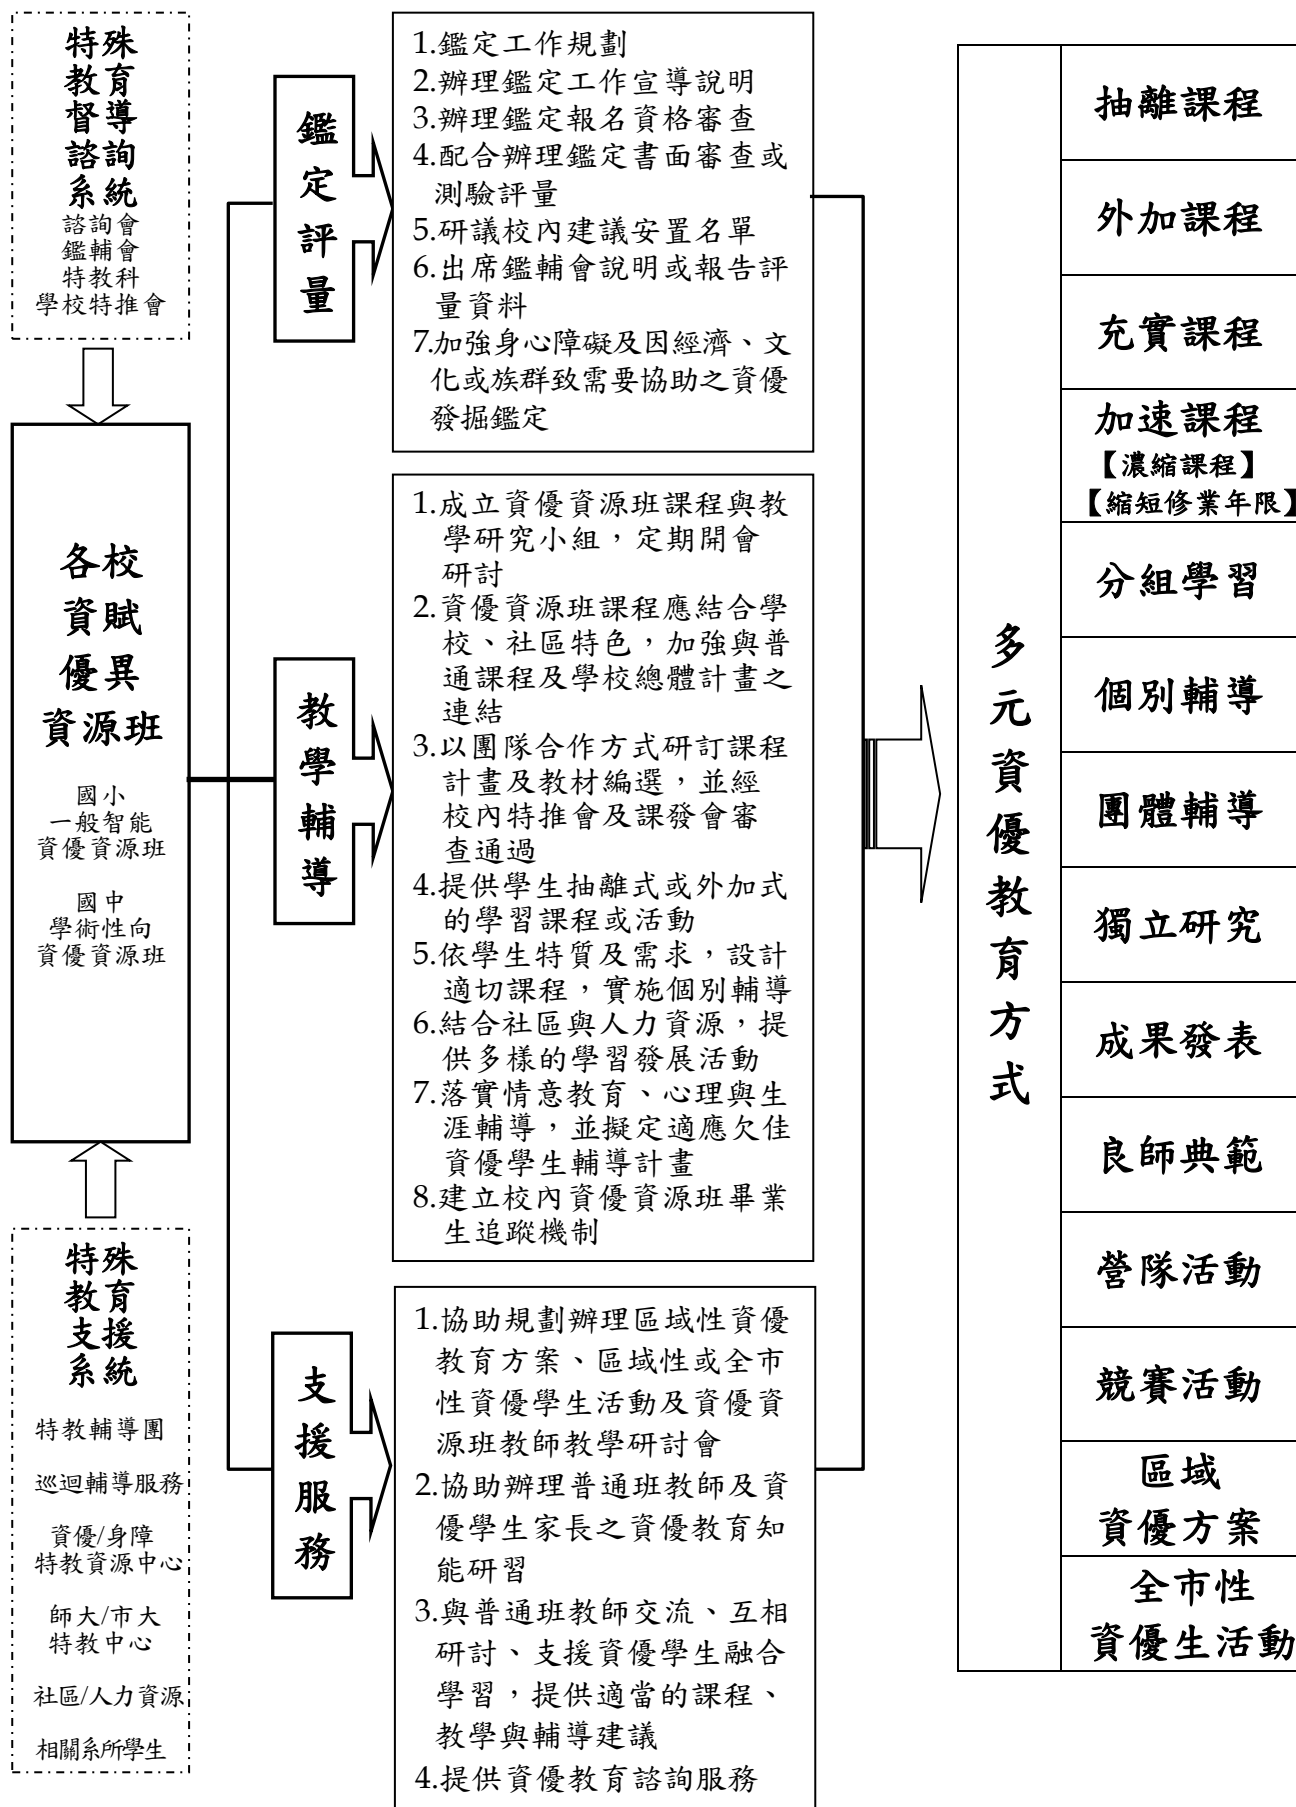 特殊
教育
督導
諮詢
系統
諮詢會
鑑輔會
特教科
學校特推會
各校
資賦
優異
資源班
國小
一般智能
資優資源班
國中
學術性向
資優資源班
特殊
教育
支援
系統
特教輔導團
巡迴輔導服務
資優/身障
特教資源中心
師大/市大
特教中心
社區/人力資源
相關系所學生
鑑
定
評
量
1.鑑定工作規劃
2.辦理鑑定工作宣導說明
3.辦理鑑定報名資格審查
4.配合辦理鑑定書面審查或
測驗評量
5.研議校內建議安置名單
6.出席鑑輔會說明或報告評
量資料
7.加強身心障礙及因經濟、文
化或族群致需要協助之資優
發掘鑑定
教
學
輔
導
1.成立資優資源班課程與教
學研究小組，定期開會
研討
2.資優資源班課程應結合學
校、社區特色，加強與普
通課程及學校總體計畫之
連結
3.以團隊合作方式研訂課程
計畫及教材編選，並經
校內特推會及課發會審
查通過
4.提供學生抽離式或外加式
的學習課程或活動
5.依學生特質及需求，設計
適切課程，實施個別輔導
6.結合社區與人力資源，提
供多樣的學習發展活動
7.落實情意教育、心理與生
涯輔導，並擬定適應欠佳
資優學生輔導計畫
8.建立校內資優資源班畢業
生追蹤機制
支
援
服
務
1.協助規劃辦理區域性資優
教育方案、區域性或全市
性資優學生活動及資優資
源班教師教學研討會
2.協助辦理普通班教師及資
優學生家長之資優教育知
能研習
3.與普通班教師交流、互相
研討、支援資優學生融合
學習，提供適當的課程、
教學與輔導建議
4.提供資優教育諮詢服務
多
元
資
優
教
育
方
式
抽離課程
外加課程
充實課程
加速課程
【濃縮課程】
【縮短修業年限】
分組學習
個別輔導
團體輔導
獨立研究
成果發表
良師典範
營隊活動
競賽活動
區域
資優方案
全市性
資優生活動